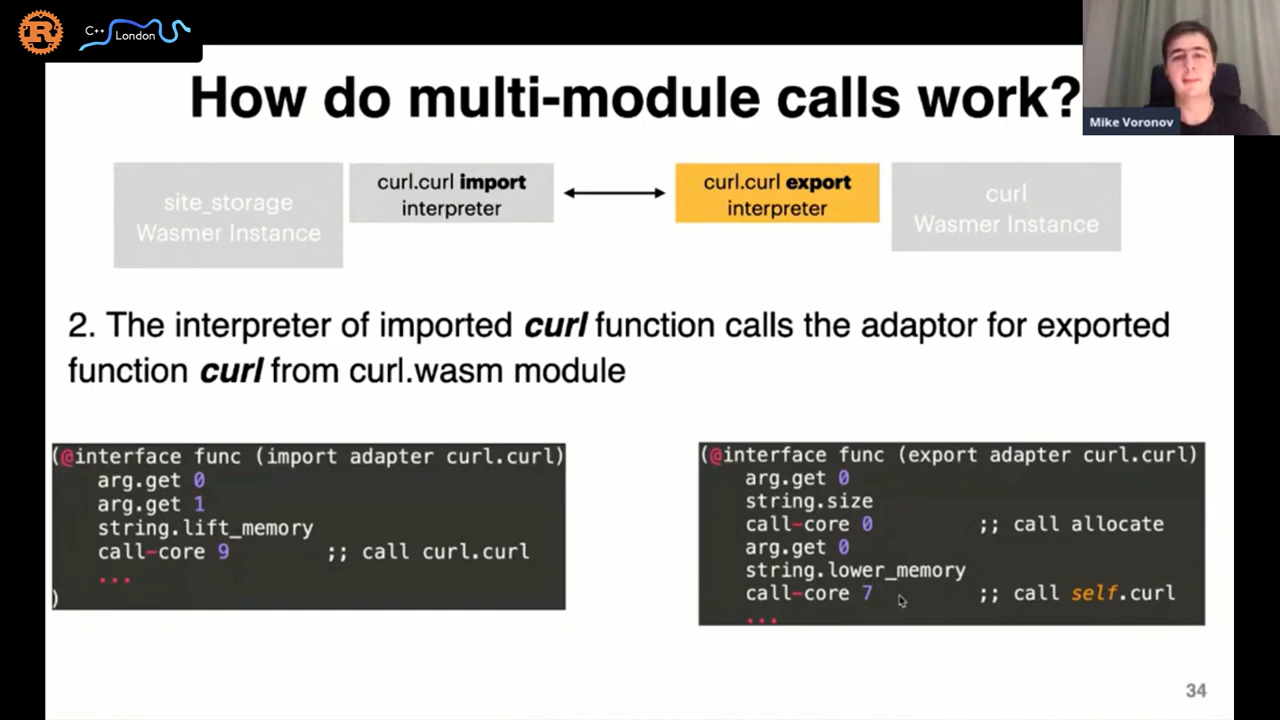 R
C++
London
How do multi-module calls work?
Mike Voronov
site_storage
Wasmer Instance
curl.curl import
interpreter
curl.curl export
interpreter
curl
Wasmer Instance
2. The interpreter of imported curl function calls the adaptor for exported
function curl from curl.wasm module
(@interface func (import adapter curl.curl)
arg.get 0
arg.get 1
string.lift_memory
call-core 9 ;; call curl.curl
...
)
(@interface func (export adapter curl.curl)
arg.get 0
string.size
call-core 0 ;; call allocate
arg.get 0
string.lower_memory
call-core 7 ;; call self.curl
...
34